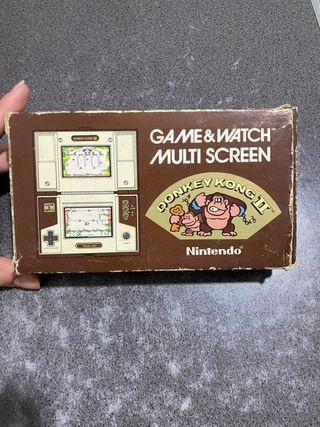 GAME & WATCH™
MULTI SCREEN
DONKEY KONG II
Nintendo